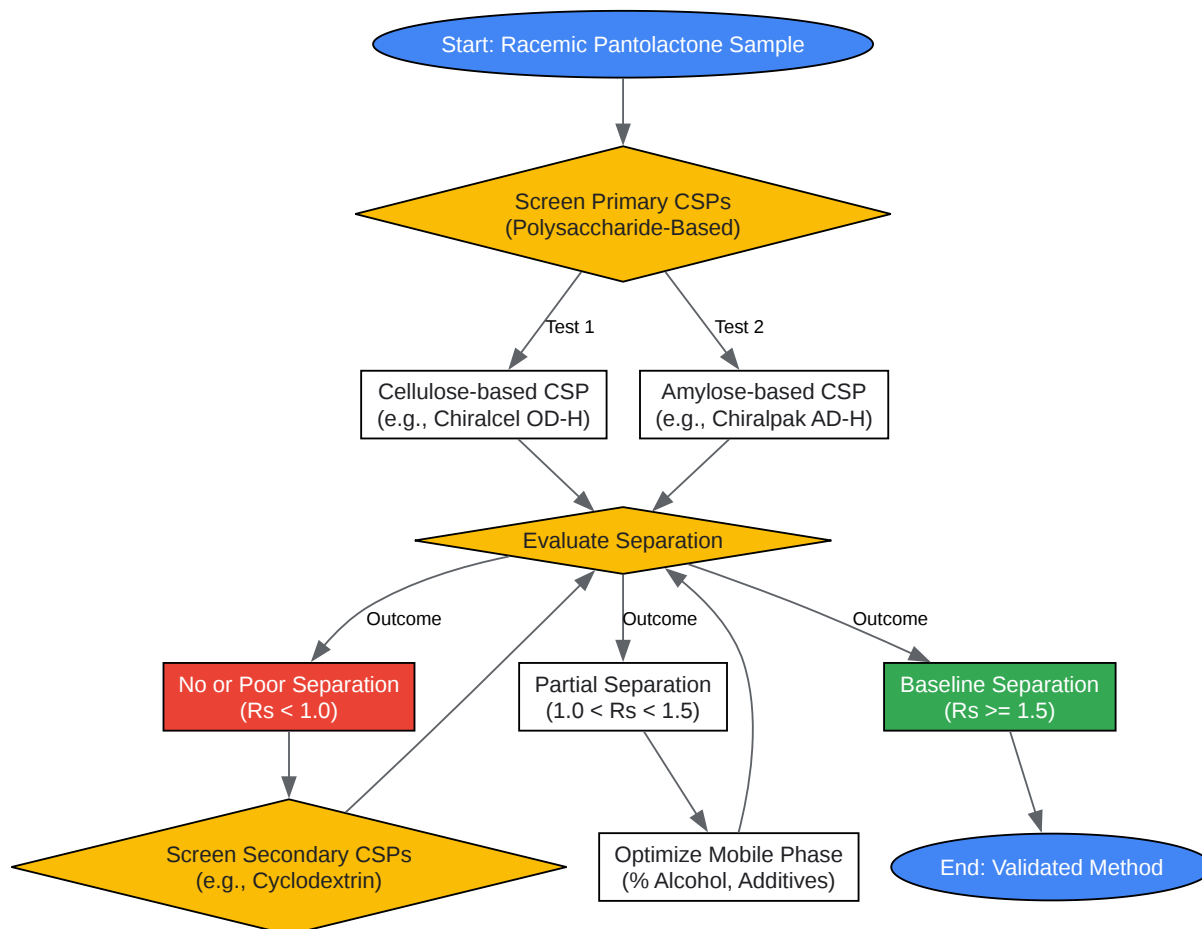 Start: Racemic Pantolactone Sample
Screen Primary CSPs
(Polysaccharide-Based)
Test 1
Test 2
Cellulose-based CSP
(e.g., Chiralcel OD-H)
Amylose-based CSP
(e.g., Chiralpak AD-H)
Evaluate Separation
Outcome
Outcome
Outcome
No or Poor Separation
(Rs < 1.0)
Partial Separation
(1.0 < Rs < 1.5)
Baseline Separation
(Rs >= 1.5)
Screen Secondary CSPs
(e.g., Cyclodextrin)
Optimize Mobile Phase
(% Alcohol, Additives)
End: Validated Method